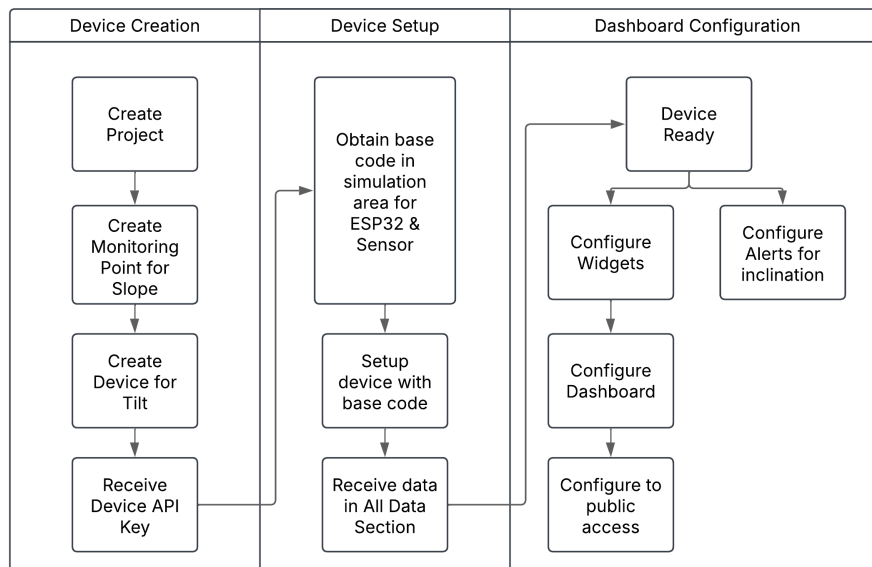 Device Creation
Device Setup
Dashboard Configuration
Create
Project
Create
Monitoring
Point for
Slope
Create
Device for
Tilt
Receive
Device API
Key
Obtain base
code in
simulation
area for
ESP32 &
Sensor
Setup
device with
base code
Receive data
in All Data
Section
Device
Ready
Configure
Widgets
Configure
Alerts for
inclination
Configure
Dashboard
Configure to
public
access